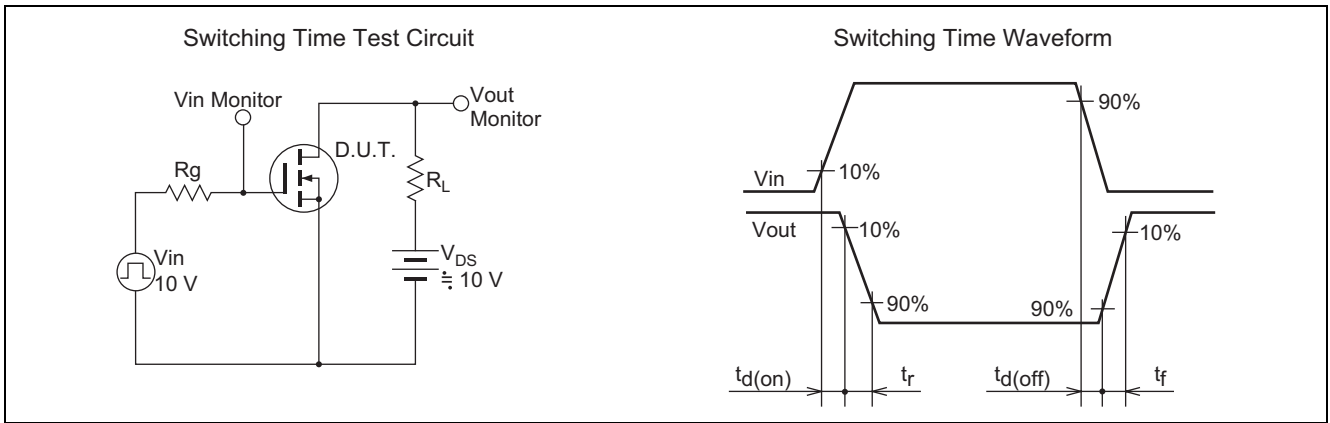 Switching Time Test Circuit
Vin Monitor
Vout
Monitor
D.U.T.
Rg
RL
Vin
10 V
VDS
≒ 10 V
Switching Time Waveform
90%
10%
Vin
Vout
10%
10%
90%
90%
td(on)
tr
td(off)
tf